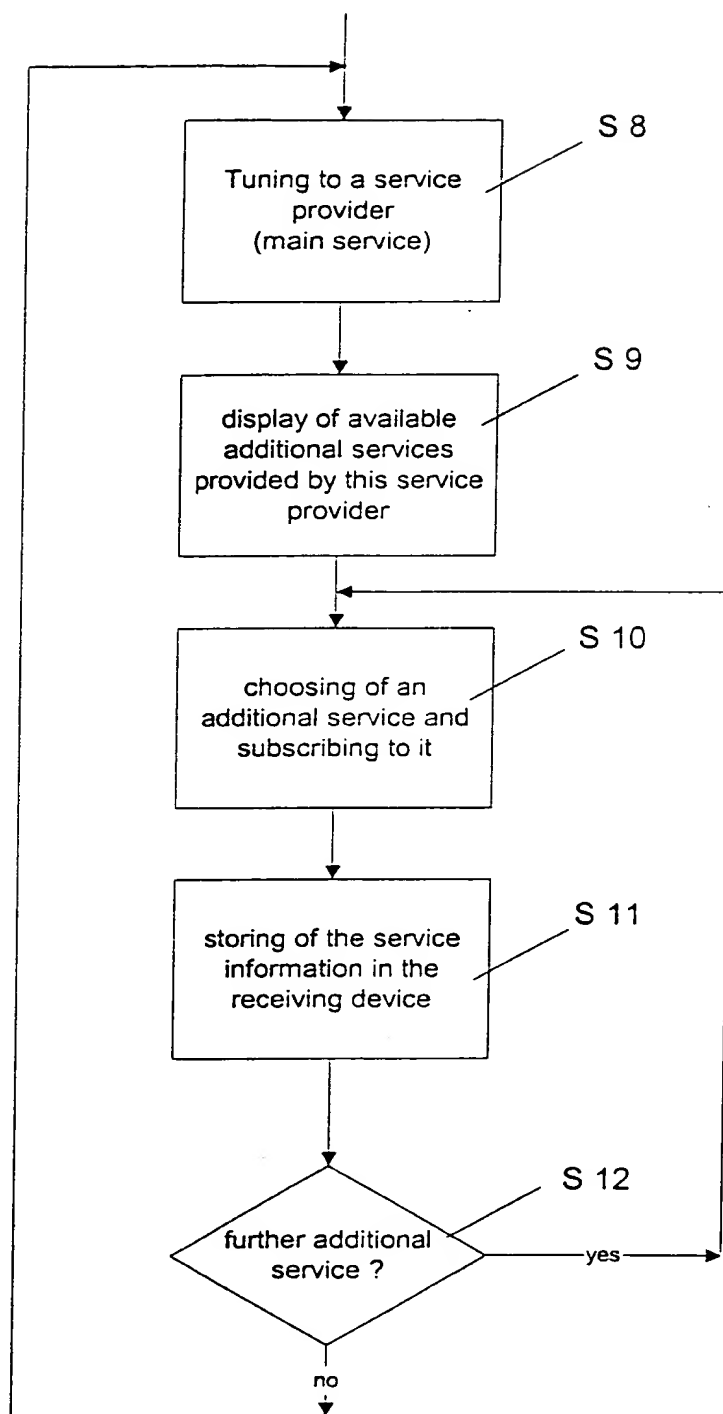 S 8
Tuning to a service
provider
(main service)
S 9
display of available
additional services
provided by this service
provider
S 10
choosing of an
additional service and
subscribing to it
S 11
storing of the service
information in the
receiving device
S 12
further additional
service ?
yes
no